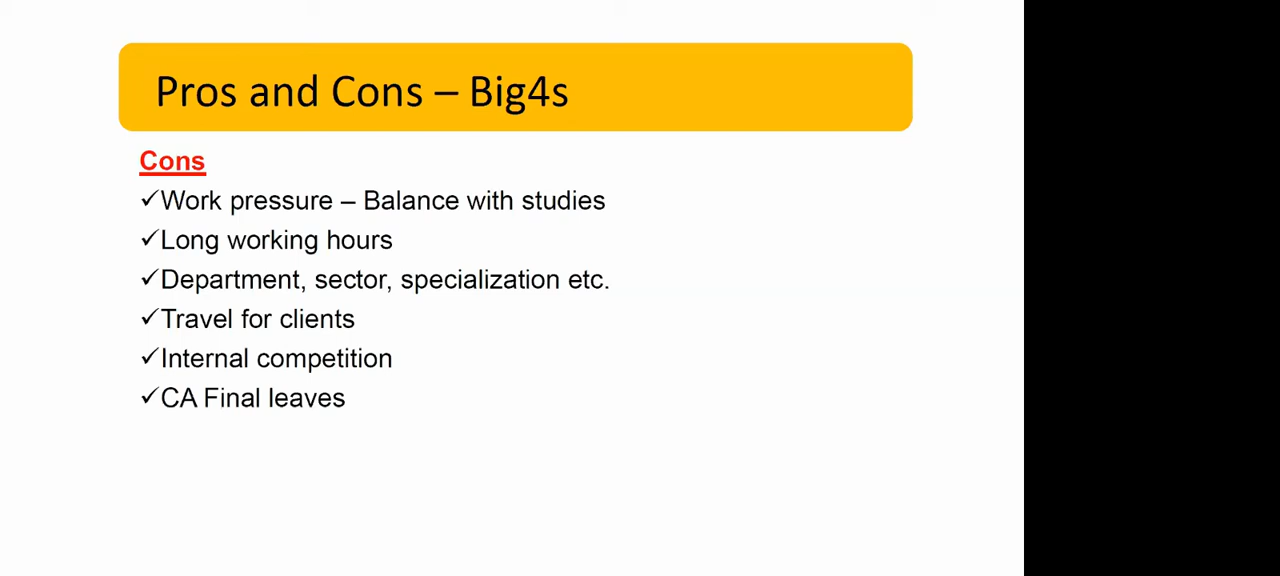 Pros and Cons – Big4s
Cons
✓Work pressure – Balance with studies
✓Long working hours
✓Department, sector, specialization etc.
✓Travel for clients
✓Internal competition
✓CA Final leaves